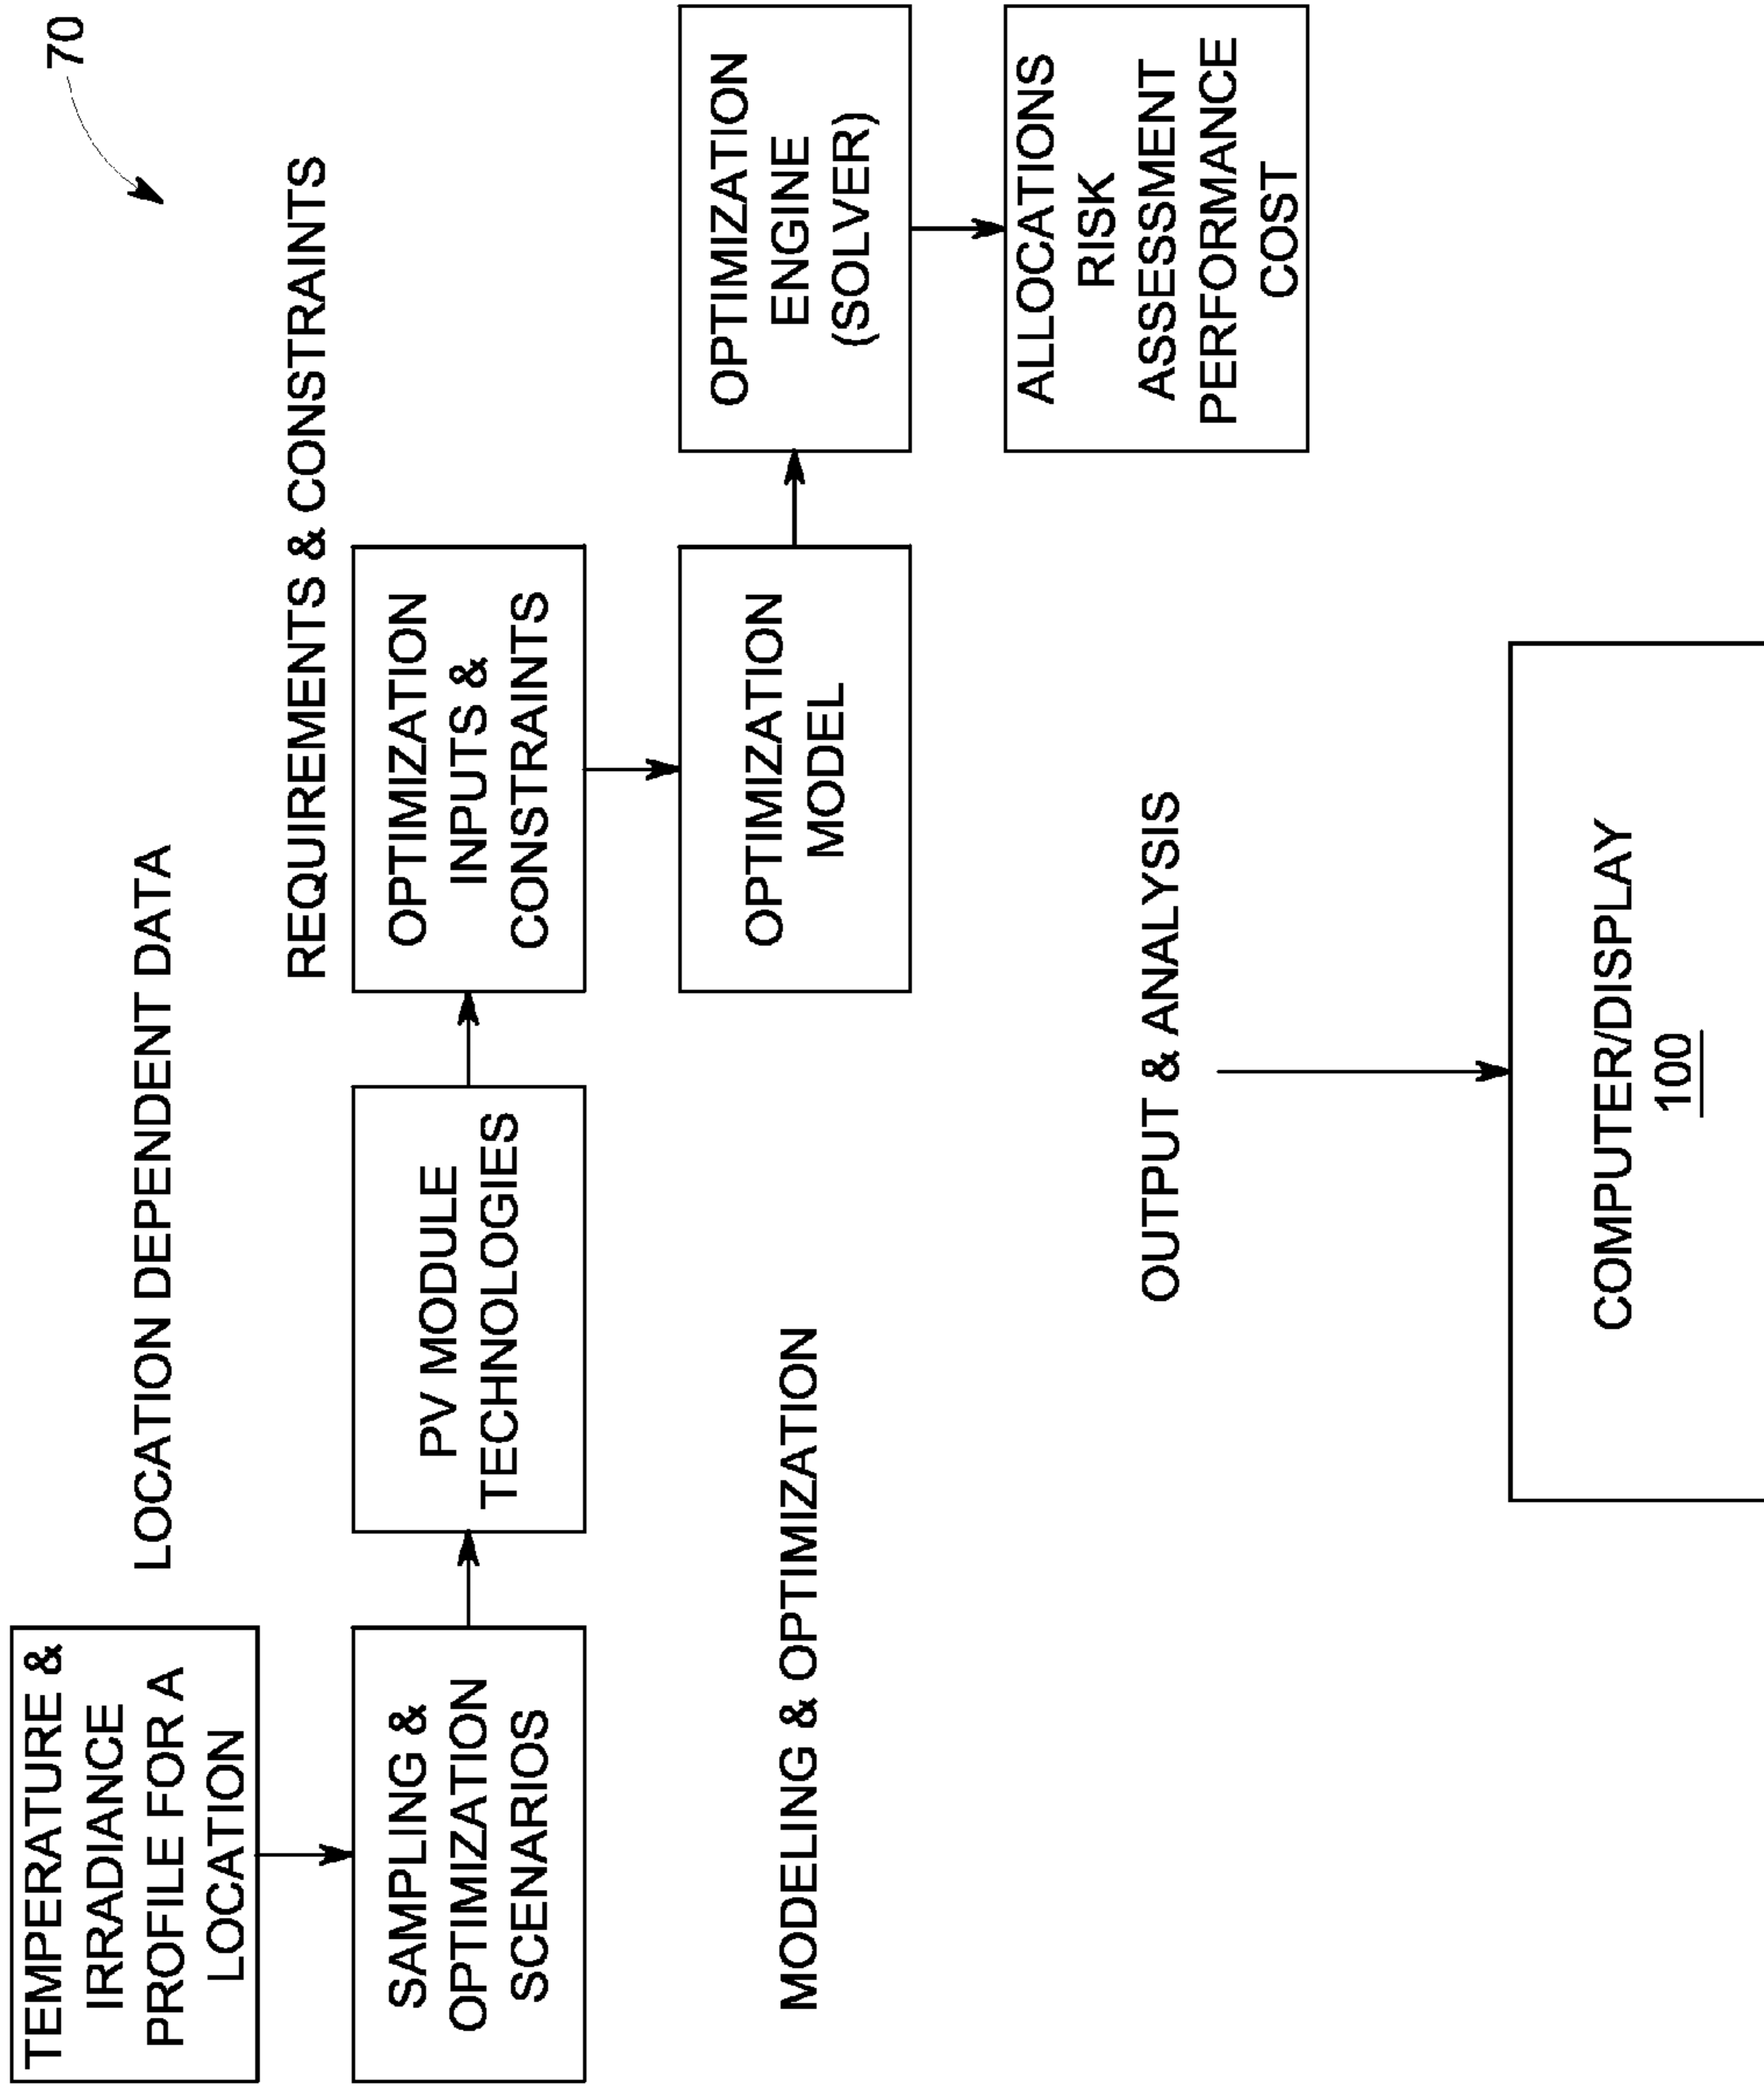 70
TEMPERATURE &
IRRADIANCE
PROFILE FOR A
LOCATION
LOCATION DEPENDENT DATA
REQUIREMENTS & CONSTRAINTS
SAMPLING &
OPTIMIZATION
SCENARIOS
PV MODULE
TECHNOLOGIES
OPTIMIZATION
INPUTS &
CONSTRAINTS
MODELING & OPTIMIZATION
OPTIMIZATION
MODEL
OPTIMIZATION
ENGINE
(SOLVER)
ALLOCATIONS
RISK
ASSESSMENT
PERFORMANCE
COST
OUTPUT & ANALYSIS
COMPUTER/DISPLAY
100